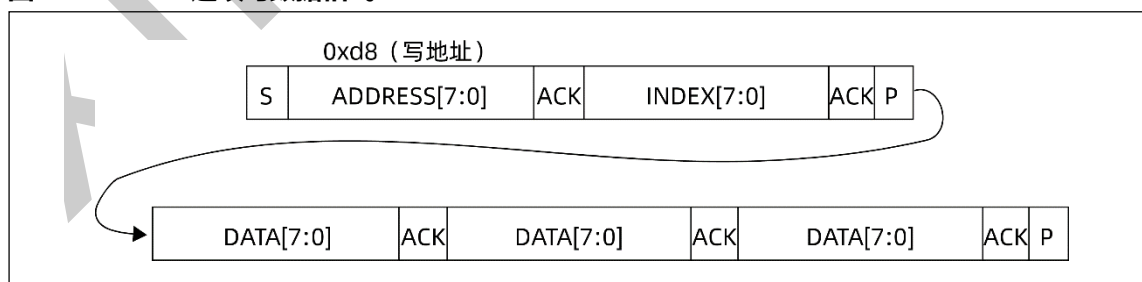 0xd8（写地址）
S ADDRESS[7:0] ACK INDEX[7:0] ACK P
DATA[7:0] ACK DATA[7:0] ACK DATA[7:0] ACK P